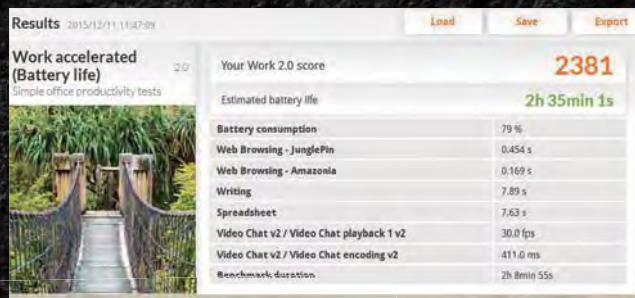 Results 2015/12/11 11:47:09 Load Save Export
Work accelerated
(Battery life) 2.0
Simple office productivity tests
Your Work 2.0 score 2381
Estimated battery life 2h 35min 1s
Battery consumption 79 %
Web Browsing - JunglePin 0.454 s
Web Browsing - Amazonia 0.169 s
Writing 7.89 s
Spreadsheet 7.63 s
Video Chat v2 / Video Chat playback 1 v2 30.0 fps
Video Chat v2 / Video Chat encoding v2 411.0 ms
Benchmark duration 2h 8min 55s